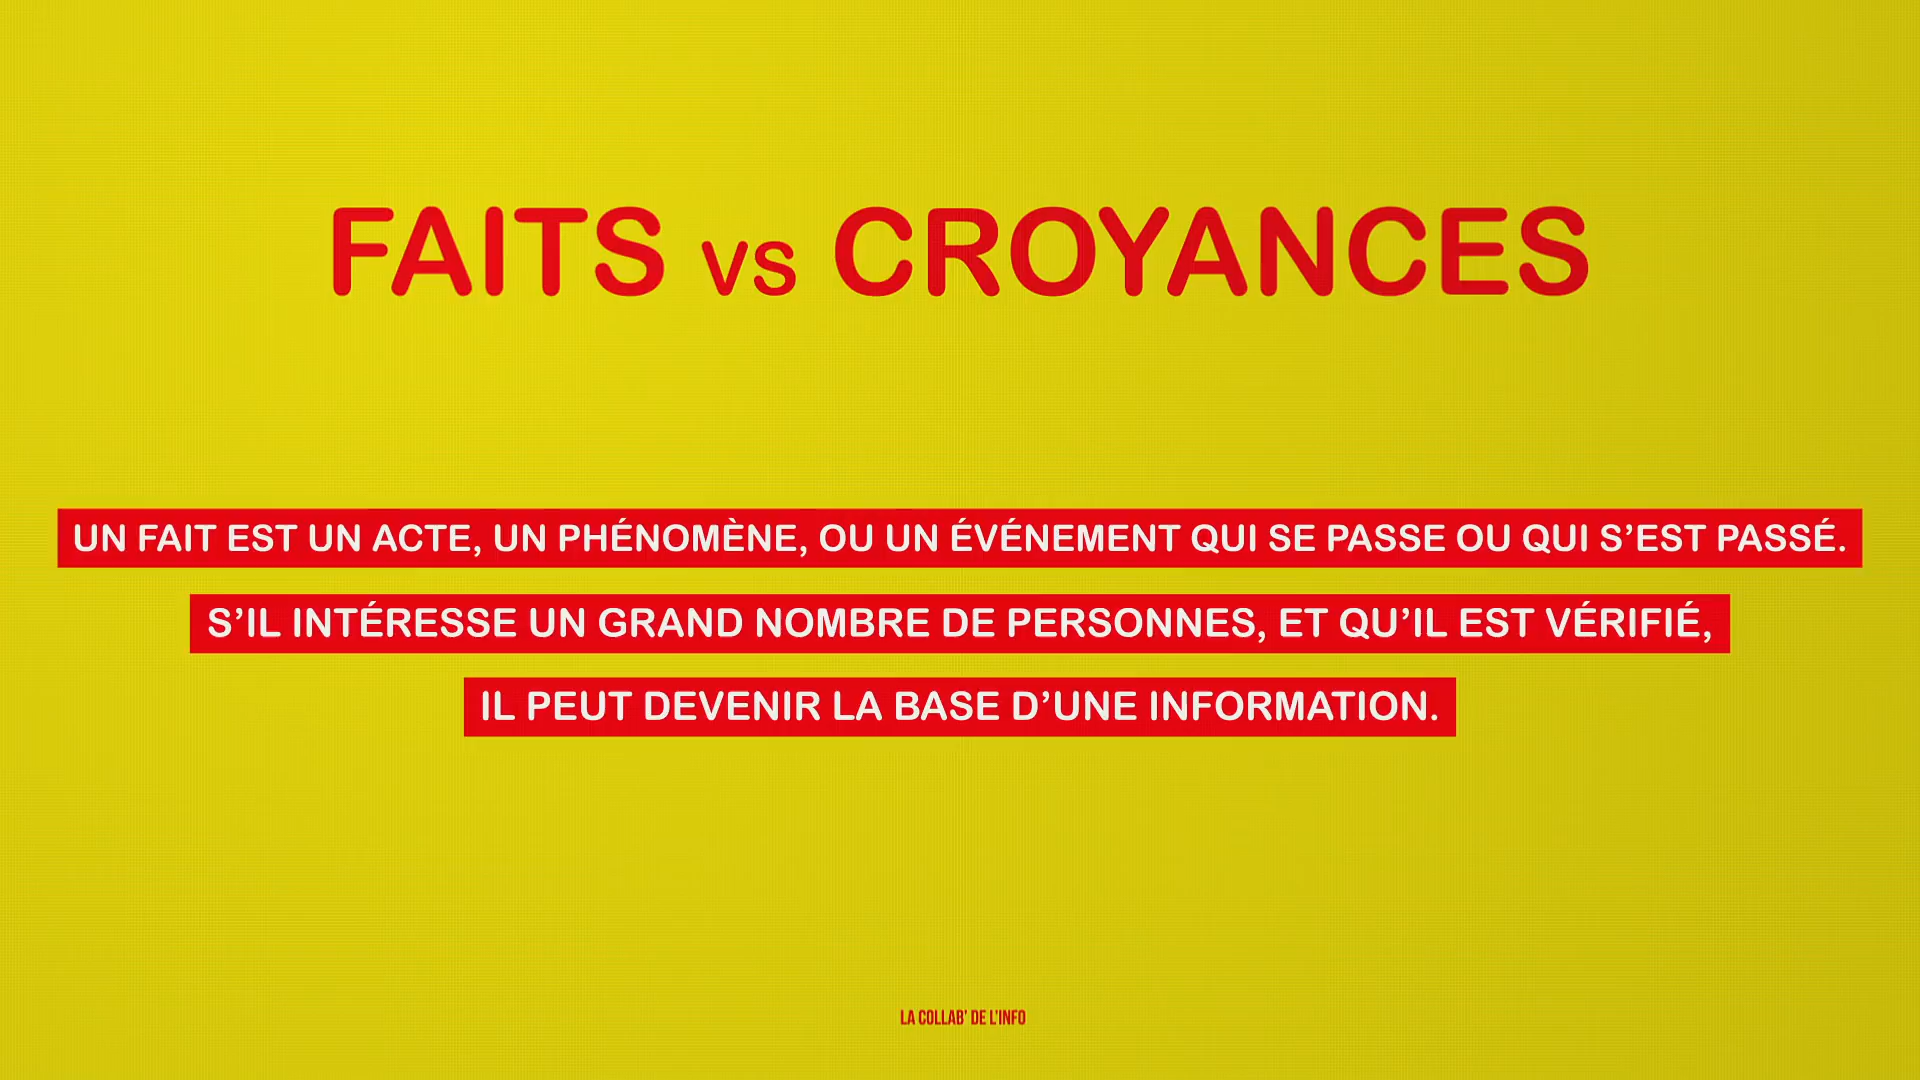 FAITS VS CROYANCES
UN FAIT EST UN ACTE, UN PHÉNOMÈNE, OU UN ÉVÉNEMENT QUI SE PASSE OU QUI S’EST PASSÉ.
S’IL INTÉRESSE UN GRAND NOMBRE DE PERSONNES, ET QU’IL EST VÉRIFIÉ,
IL PEUT DEVENIR LA BASE D’UNE INFORMATION.
LA COLLAB’ DE L’INFO